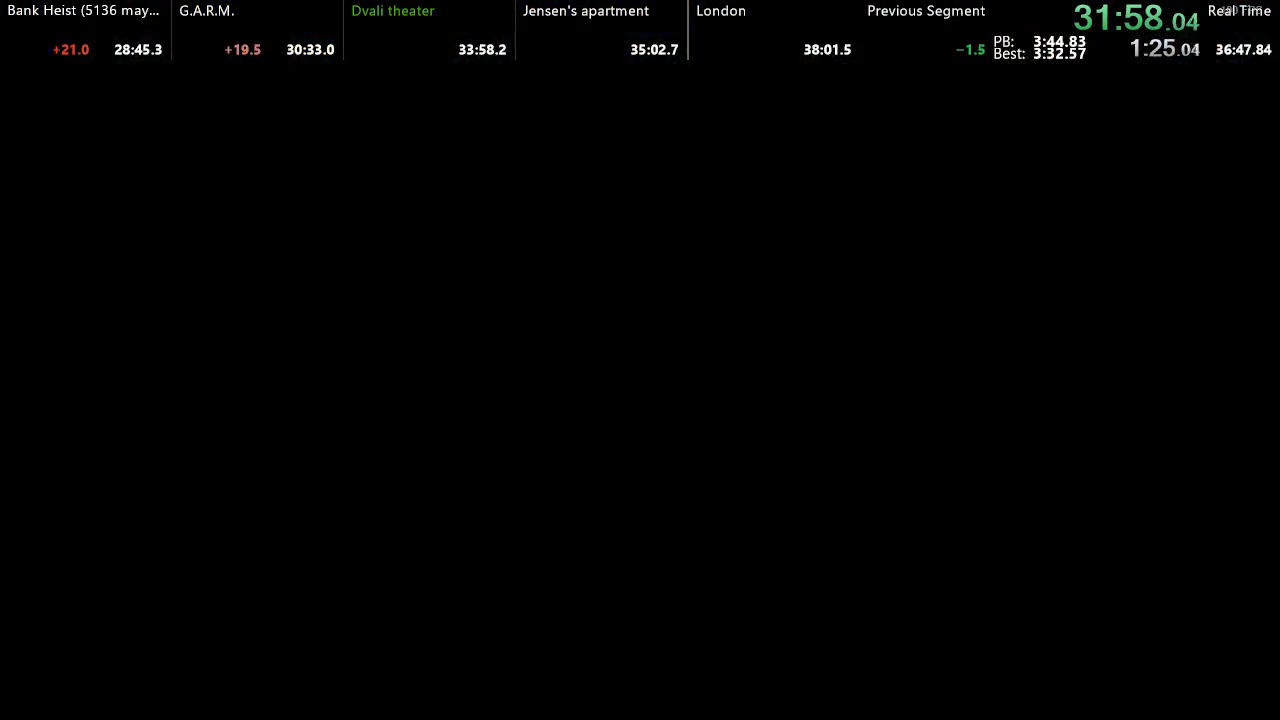 Bank Heist (5136 may...
+21.0 28:45.3
G.A.R.M.
+19.5 30:33.0
Dvali theater
33:58.2
Jensen's apartment
35:02.7
London
38:01.5
Previous Segment
−1.5
31:58.04
PB: 3:44.83
Best: 3:32.57
1:25.04
Real Time
36:47.84